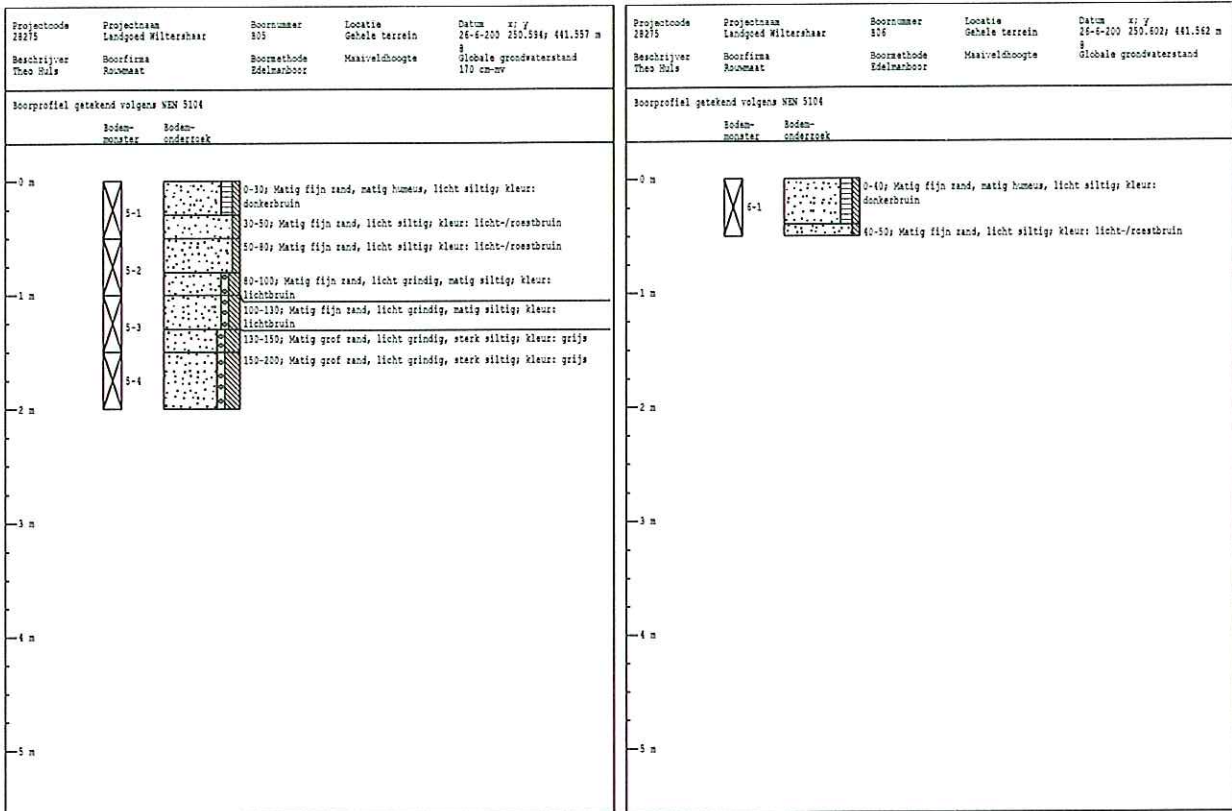 Projectcode Projectnaam Boornummer Locatie Datum x; y
28275 Landgoed Wiltershaar B05 Gehele terrein 26-6-200 250.594; 441.557 m
8
Beschrijver Boorfirma Boormethode Maaiveldhoogte Globale grondwaterstand
Theo Huls Rouwmaat Edelmanboor 170 cm-mv
Boorprofiel getekend volgens NEN 5104
Bodem- Bodem-
monster onderzoek
0 m
5-1
0-30; Matig fijn zand, matig humeus, licht siltig; kleur:
donkerbruin
30-50; Matig fijn zand, licht siltig; kleur: licht-/roestbruin
50-80; Matig fijn zand, licht siltig; kleur: licht-/roestbruin
5-2
80-100; Matig fijn zand, licht grindig, matig siltig; kleur:
lichtbruin
1 m
100-130; Matig fijn zand, licht grindig, matig siltig; kleur:
lichtbruin
5-3
130-150; Matig grof zand, licht grindig, sterk siltig; kleur: grijs
150-200; Matig grof zand, licht grindig, sterk siltig; kleur: grijs
5-4
2 m
3 m
4 m
5 m
Projectcode Projectnaam Boornummer Locatie Datum x; y
28275 Landgoed Wiltershaar B06 Gehele terrein 26-6-200 250.602; 441.562 m
8
Beschrijver Boorfirma Boormethode Maaiveldhoogte Globale grondwaterstand
Theo Huls Rouwmaat Edelmanboor
Boorprofiel getekend volgens NEN 5104
Bodem- Bodem-
monster onderzoek
0 m
0-40; Matig fijn zand, matig humeus, licht siltig; kleur:
donkerbruin
6-1
40-50; Matig fijn zand, licht siltig; kleur: licht-/roestbruin
1 m
2 m
3 m
4 m
5 m